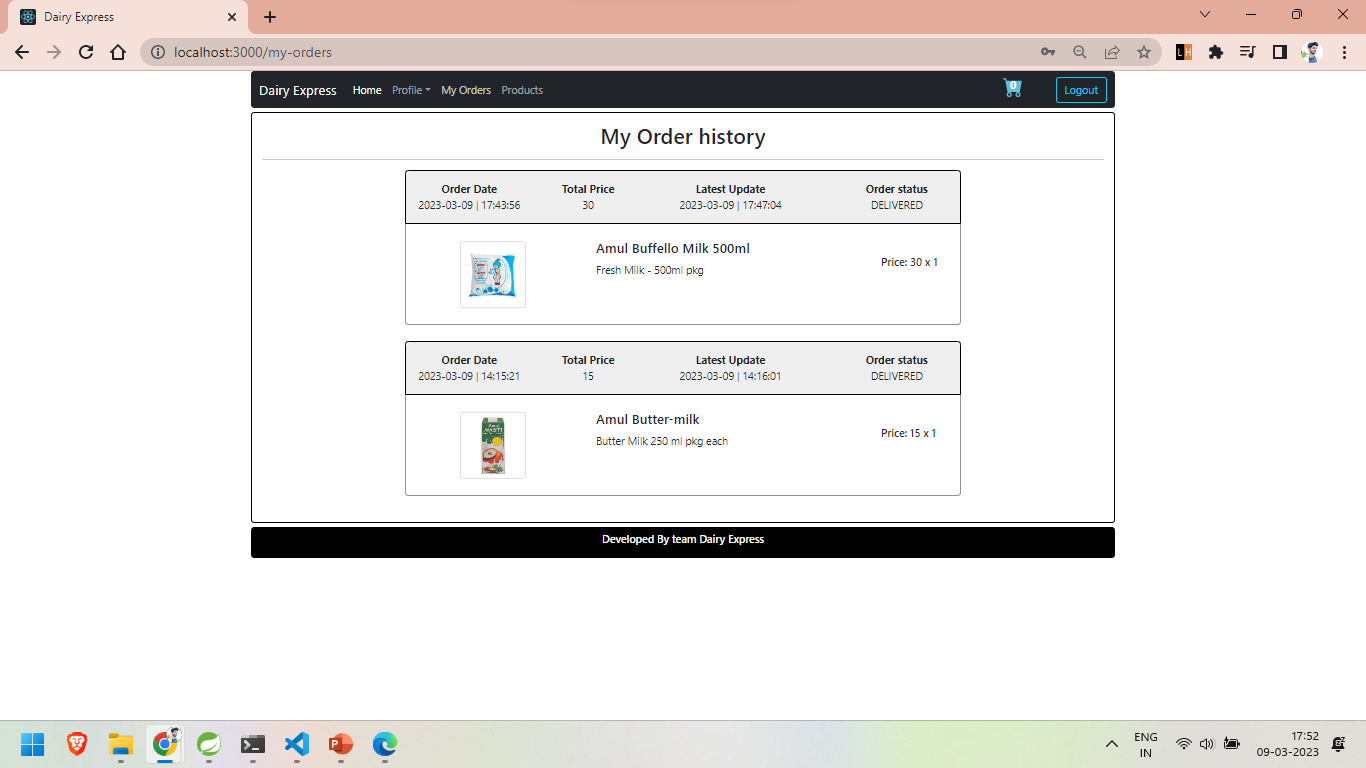 Dairy Express
localhost:3000/my-orders
Dairy Express Home Profile My Orders Products 0 Logout
My Order history
Order Date Total Price Latest Update Order status
2023-03-09 | 17:43:56 30 2023-03-09 | 17:47:04 DELIVERED
Amul Buffello Milk 500ml
Fresh Milk - 500ml pkg
Price: 30 x 1
Order Date Total Price Latest Update Order status
2023-03-09 | 14:15:21 15 2023-03-09 | 14:16:01 DELIVERED
Amul Butter-milk
Butter Milk 250 ml pkg each
Price: 15 x 1
Developed By team Dairy Express
ENG
IN
17:52
09-03-2023